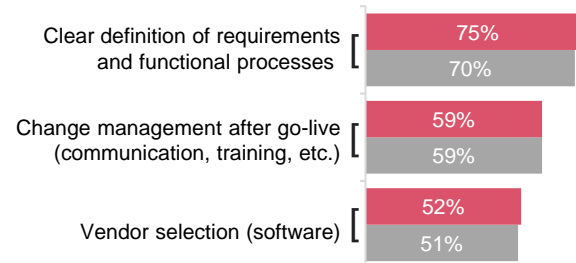 Clear definition of requirements
and functional processes
75%
70%
Change management after go-live
(communication, training, etc.)
59%
59%
Vendor selection (software)
52%
51%